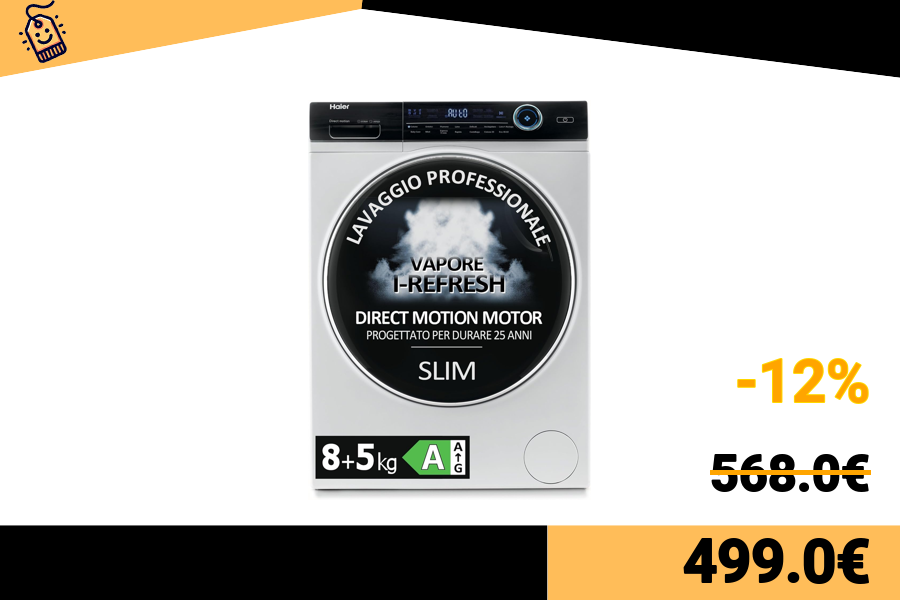 Haier
AUtO
LAVAGGIO PROFESSIONALE
VAPORE
I-REFRESH
DIRECT MOTION MOTOR
PROGETTATO PER DURARE 25 ANNI
SLIM
8+5kg
A
A
G
-12%
568.0€
499.0€